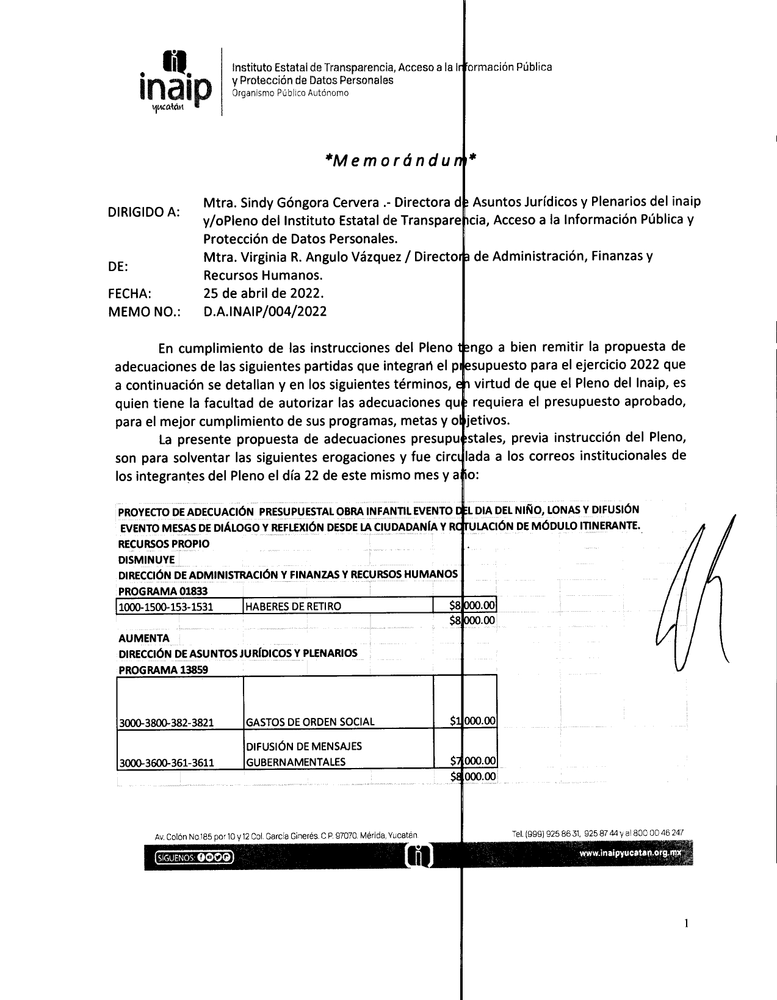 inaip
yucatán
Instituto Estatal de Transparencia, Acceso a la Información Pública
y Protección de Datos Personales
Organismo Público Autónomo
*Memorándum*
DIRIGIDO A: Mtra. Sindy Góngora Cervera .- Directora de Asuntos Jurídicos y Plenarios del inaip
y/oPleno del Instituto Estatal de Transparencia, Acceso a la Información Pública y
Protección de Datos Personales.
DE: Mtra. Virginia R. Angulo Vázquez / Directora de Administración, Finanzas y
Recursos Humanos.
FECHA: 25 de abril de 2022.
MEMO NO.: D.A.INAIP/004/2022
En cumplimiento de las instrucciones del Pleno tengo a bien remitir la propuesta de
adecuaciones de las siguientes partidas que integran el presupuesto para el ejercicio 2022 que
a continuación se detallan y en los siguientes términos, en virtud de que el Pleno del Inaip, es
quien tiene la facultad de autorizar las adecuaciones que requiera el presupuesto aprobado,
para el mejor cumplimiento de sus programas, metas y objetivos.
La presente propuesta de adecuaciones presupuestales, previa instrucción del Pleno,
son para solventar las siguientes erogaciones y fue circulada a los correos institucionales de
los integrantes del Pleno el día 22 de este mismo mes y año:
PROYECTO DE ADECUACIÓN PRESUPUESTAL OBRA INFANTIL EVENTO DEL DIA DEL NIÑO, LONAS Y DIFUSIÓN
EVENTO MESAS DE DIÁLOGO Y REFLEXIÓN DESDE LA CIUDADANÍA Y ROTULACIÓN DE MÓDULO ITINERANTE.
RECURSOS PROPIO
DISMINUYE
DIRECCIÓN DE ADMINISTRACIÓN Y FINANZAS Y RECURSOS HUMANOS
PROGRAMA 01833
1000-1500-153-1531 HABERES DE RETIRO $8,000.00
$8,000.00
AUMENTA
DIRECCIÓN DE ASUNTOS JURÍDICOS Y PLENARIOS
PROGRAMA 13859
3000-3800-382-3821 GASTOS DE ORDEN SOCIAL $1,000.00
DIFUSIÓN DE MENSAJES
3000-3600-361-3611 GUBERNAMENTALES $7,000.00
$8,000.00
Av. Colón No.185 por 10 y 12 Col. García Ginerés. C.P. 97070. Mérida, Yucatén
Tel. (999) 925 86 31, 925 87 44 y al 800 00 46 247
SÍGUENOS:
www.inaipyucatan.org.mx
1